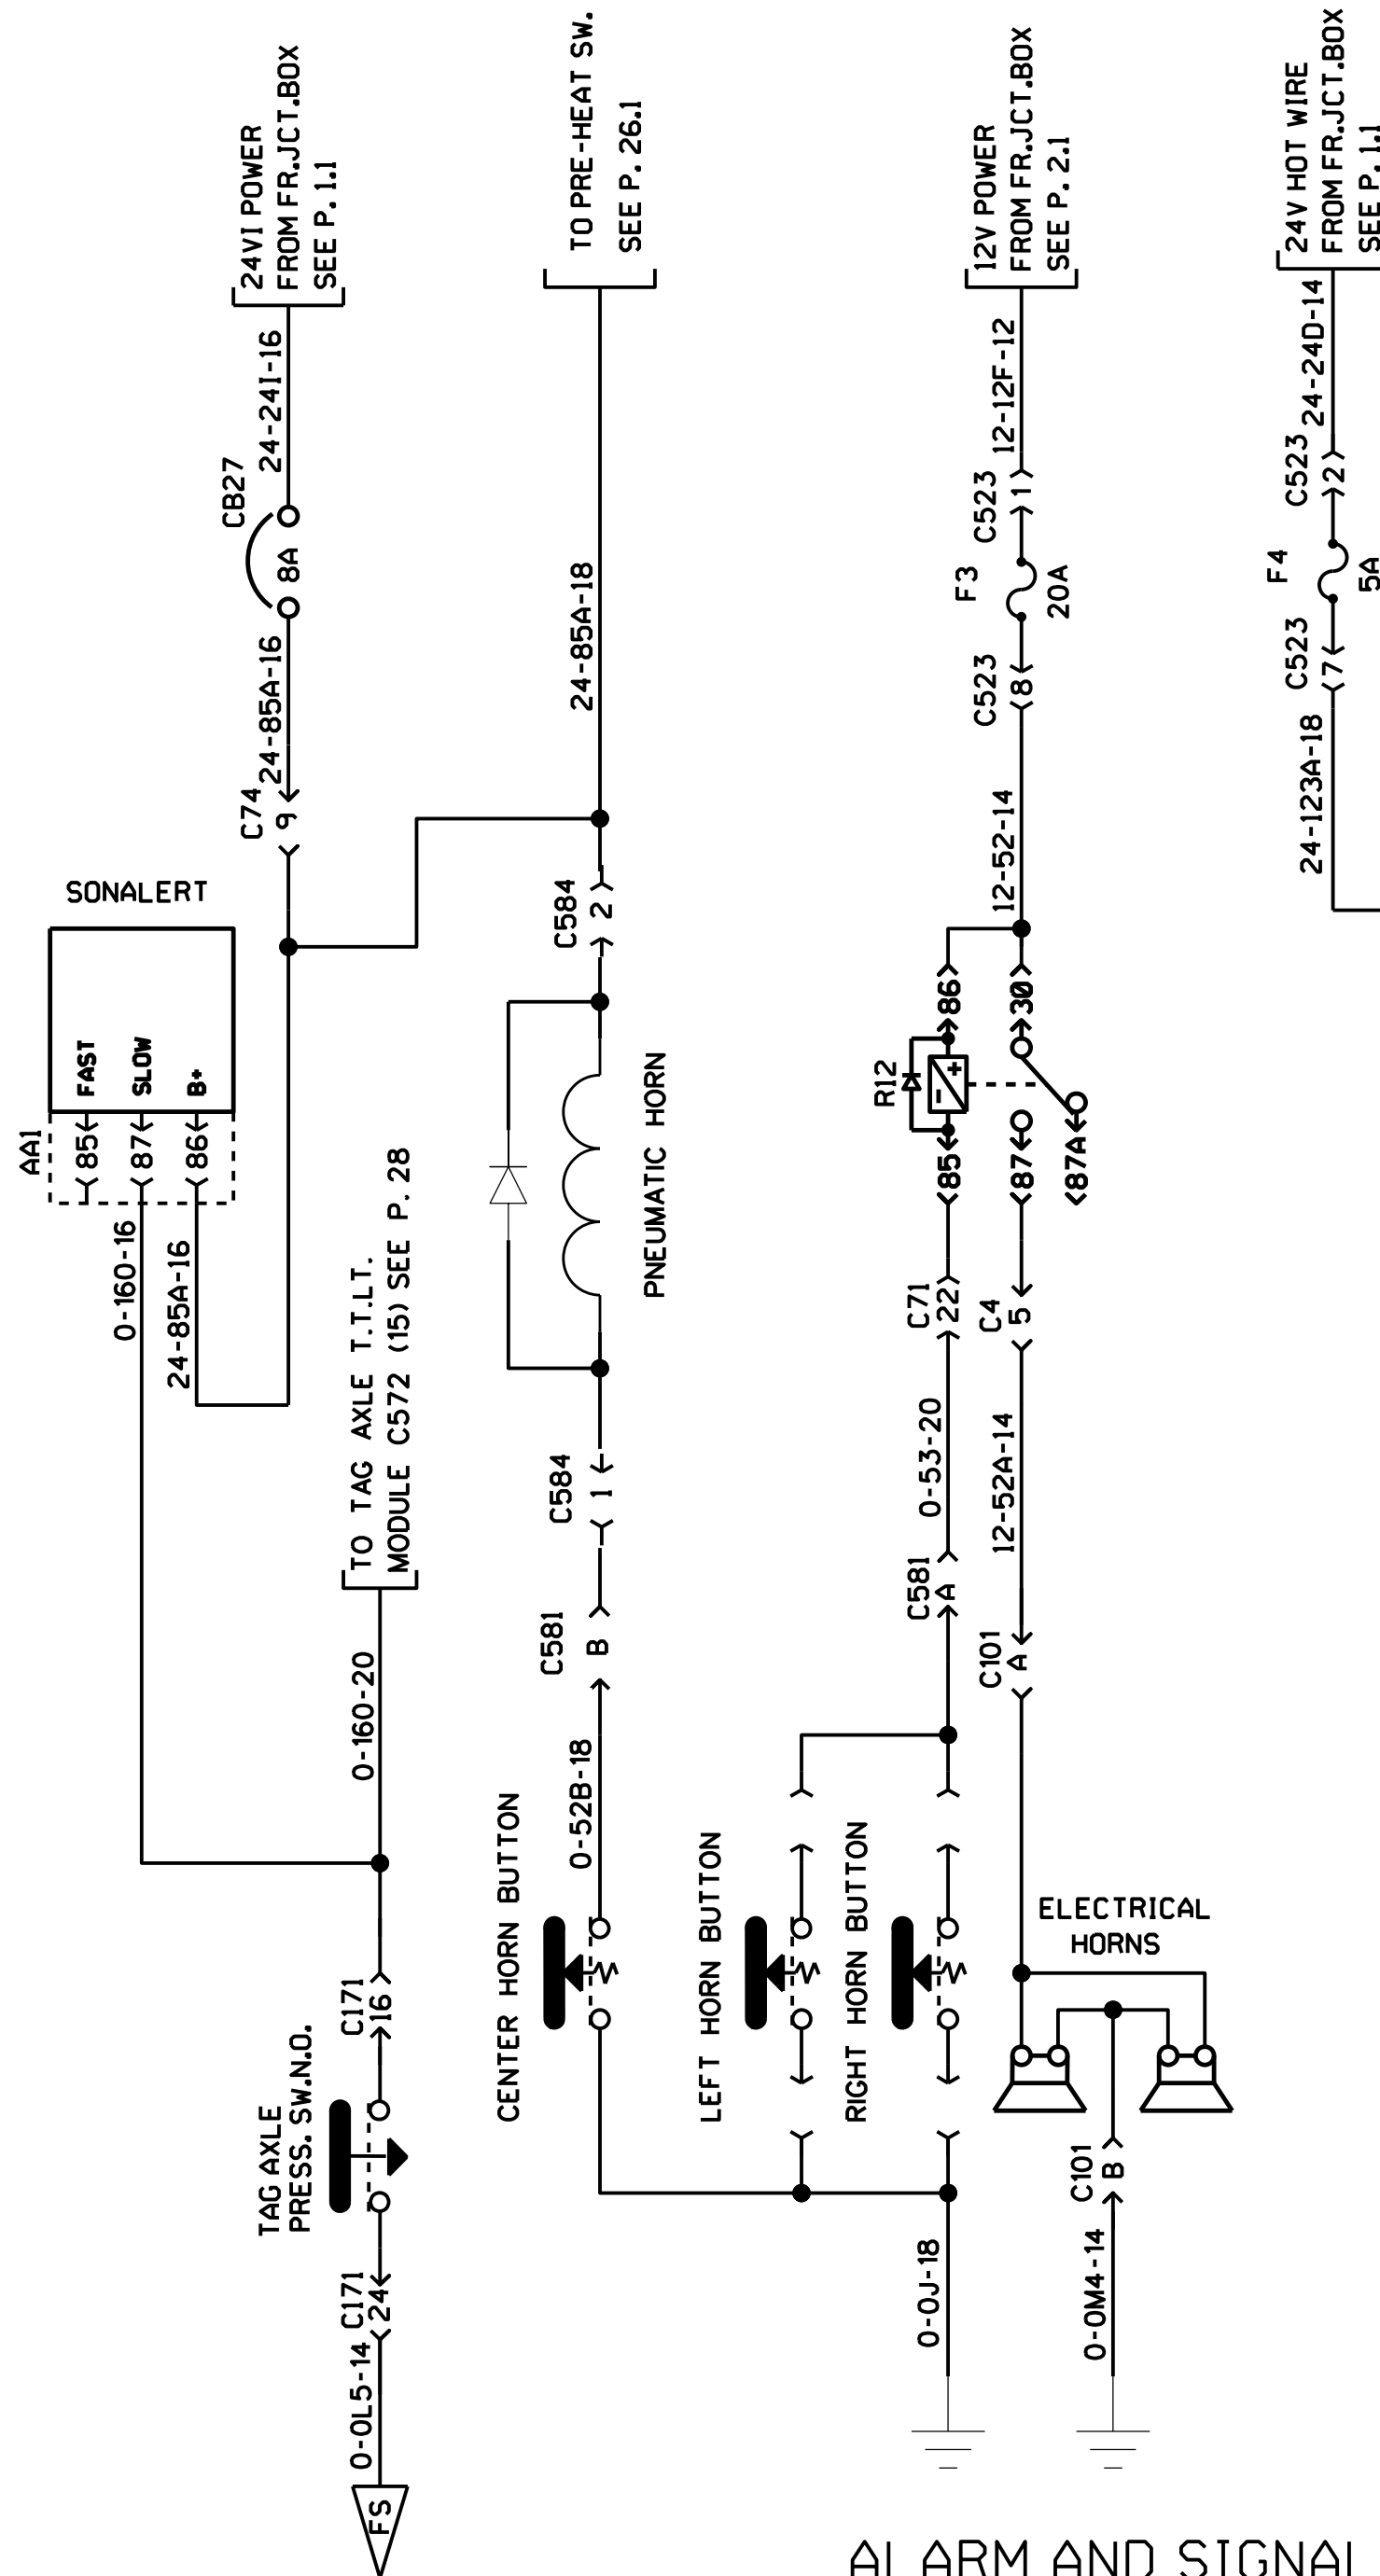 24VI POWER
FROM FR.JCT.BOX
SEE P. 1.1
TO PRE-HEAT SW.
SEE P. 26.1
12V POWER
FROM FR.JCT.BOX
SEE P. 2.1
24V HOT WIRE
FROM FR.JCT.BOX
SEE P. 1.1
24-24I-16
CB27
8A
24-85A-16
C74
9
24-85A-18
12-12F-12
C523
1
F3
20A
C523
8
12-52-14
24-24D-14
C523
2
F4
5A
C523
7
24-123A-18
SONALERT
FAST
SLOW
B+
AA1
85
87
86
0-160-16
24-85A-16
C584
2
PNEUMATIC HORN
C584
1
C581
B
0-52B-18
R12
86
30
85
87
87A
C71
22
C4
5
0-53-20
12-52A-14
C581
A
C101
A
TO TAG AXLE T.T.LT.
MODULE C572 (15) SEE P. 28
0-160-20
C171
16
TAG AXLE
PRESS. SW.N.O.
C171
24
0-0L5-14
FS
CENTER HORN BUTTON
LEFT HORN BUTTON
RIGHT HORN BUTTON
ELECTRICAL
HORNS
C101
B
0-0J-18
0-0M4-14
ALARM AND SIGNAL